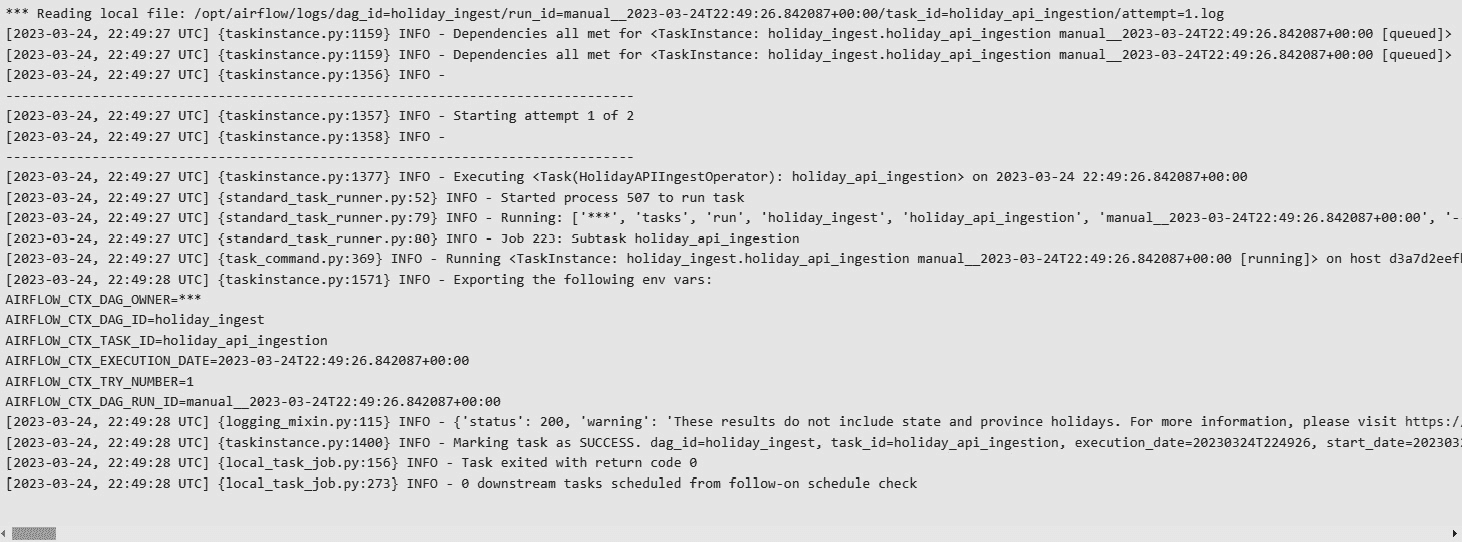 *** Reading local file: /opt/airflow/logs/dag_id=holiday_ingest/run_id=manual__2023-03-24T22:49:26.842087+00:00/task_id=holiday_api_ingestion/attempt=1.log
[2023-03-24, 22:49:27 UTC] {taskinstance.py:1159} INFO - Dependencies all met for <TaskInstance: holiday_ingest.holiday_api_ingestion manual__2023-03-24T22:49:26.842087+00:00 [queued]>
[2023-03-24, 22:49:27 UTC] {taskinstance.py:1159} INFO - Dependencies all met for <TaskInstance: holiday_ingest.holiday_api_ingestion manual__2023-03-24T22:49:26.842087+00:00 [queued]>
[2023-03-24, 22:49:27 UTC] {taskinstance.py:1356} INFO -
--------------------------------------------------------------------------------
[2023-03-24, 22:49:27 UTC] {taskinstance.py:1357} INFO - Starting attempt 1 of 2
[2023-03-24, 22:49:27 UTC] {taskinstance.py:1358} INFO -
--------------------------------------------------------------------------------
[2023-03-24, 22:49:27 UTC] {taskinstance.py:1377} INFO - Executing <Task(HolidayAPIIngestOperator): holiday_api_ingestion> on 2023-03-24 22:49:26.842087+00:00
[2023-03-24, 22:49:27 UTC] {standard_task_runner.py:52} INFO - Started process 507 to run task
[2023-03-24, 22:49:27 UTC] {standard_task_runner.py:79} INFO - Running: ['***', 'tasks', 'run', 'holiday_ingest', 'holiday_api_ingestion', 'manual__2023-03-24T22:49:26.842087+00:00', '--
[2023-03-24, 22:49:27 UTC] {standard_task_runner.py:80} INFO - Job 223: Subtask holiday_api_ingestion
[2023-03-24, 22:49:27 UTC] {task_command.py:369} INFO - Running <TaskInstance: holiday_ingest.holiday_api_ingestion manual__2023-03-24T22:49:26.842087+00:00 [running]> on host d3a7d2eef
[2023-03-24, 22:49:28 UTC] {taskinstance.py:1571} INFO - Exporting the following env vars:
AIRFLOW_CTX_DAG_OWNER=***
AIRFLOW_CTX_DAG_ID=holiday_ingest
AIRFLOW_CTX_TASK_ID=holiday_api_ingestion
AIRFLOW_CTX_EXECUTION_DATE=2023-03-24T22:49:26.842087+00:00
AIRFLOW_CTX_TRY_NUMBER=1
AIRFLOW_CTX_DAG_RUN_ID=manual__2023-03-24T22:49:26.842087+00:00
[2023-03-24, 22:49:28 UTC] {logging_mixin.py:115} INFO - {'status': 200, 'warning': 'These results do not include state and province holidays. For more information, please visit https:/
[2023-03-24, 22:49:28 UTC] {taskinstance.py:1400} INFO - Marking task as SUCCESS. dag_id=holiday_ingest, task_id=holiday_api_ingestion, execution_date=20230324T224926, start_date=202303
[2023-03-24, 22:49:28 UTC] {local_task_job.py:156} INFO - Task exited with return code 0
[2023-03-24, 22:49:28 UTC] {local_task_job.py:273} INFO - 0 downstream tasks scheduled from follow-on schedule check